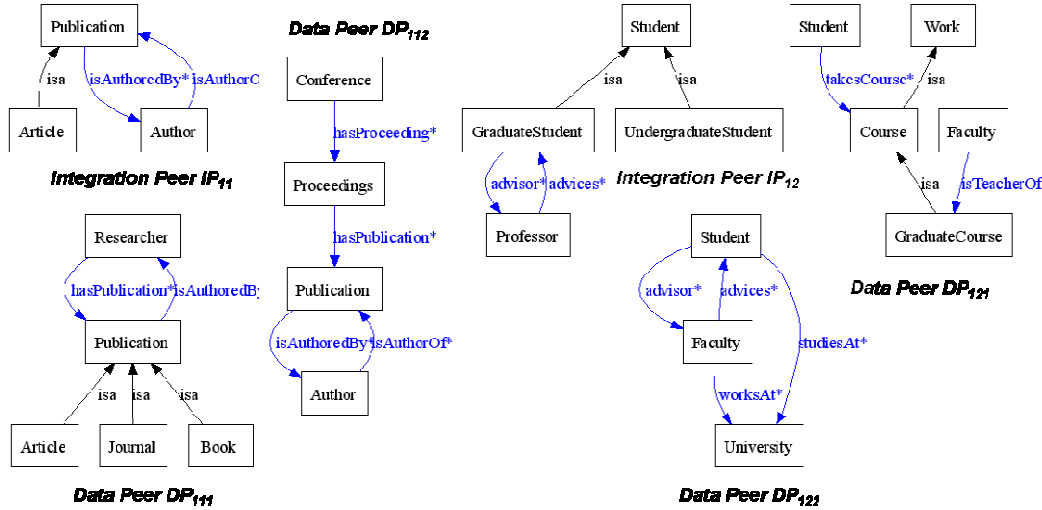 Publication
isa
isAuthoredBy*
isAuthorO
Article
Author
Integration Peer IP11
Data Peer DP112
Conference
hasProceeding*
Proceedings
hasPublication*
Publication
isAuthoredBy*
isAuthorOf*
Author
Researcher
hasPublication*
isAuthoredBy
Publication
isa
isa
isa
Article
Journal
Book
Data Peer DP111
Student
isa
isa
GraduateStudent
UndergraduateStudent
advisor*
advices*
Integration Peer IP12
Professor
Student
Work
takesCourse*
isa
Course
Faculty
isa
isTeacherOf
GraduateCourse
Data Peer DP121
Student
advisor*
advices*
Faculty
studiesAt*
worksAt*
University
Data Peer DP122